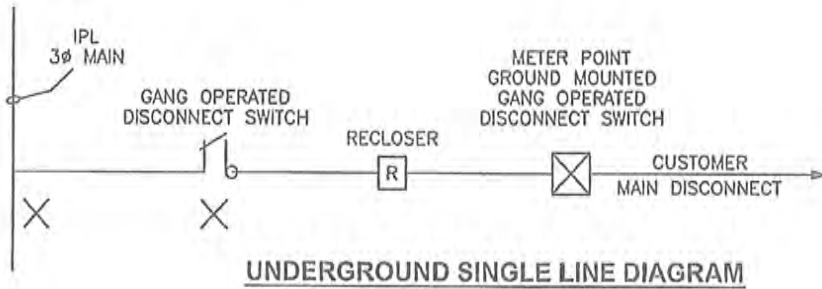 IPL
3ø MAIN
GANG OPERATED
DISCONNECT SWITCH
RECLOSER
R
METER POINT
GROUND MOUNTED
GANG OPERATED
DISCONNECT SWITCH
CUSTOMER
MAIN DISCONNECT
UNDERGROUND SINGLE LINE DIAGRAM